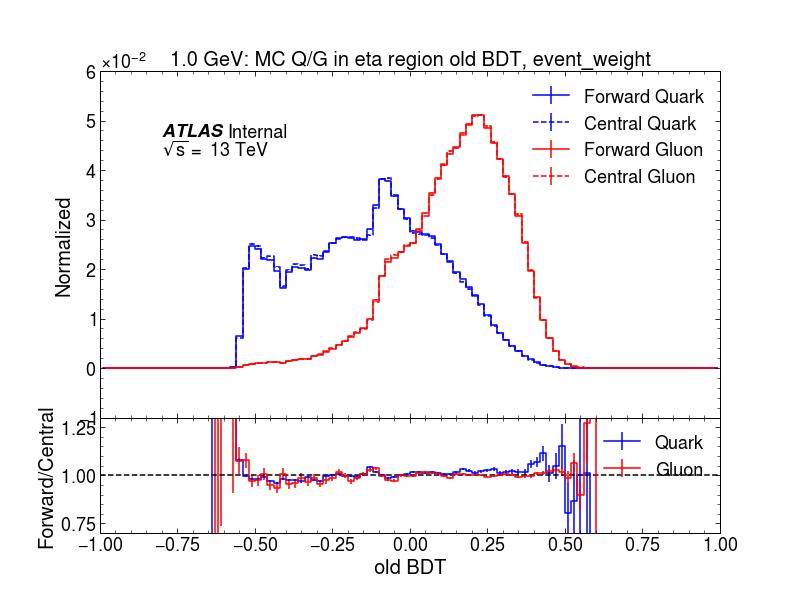 ×10⁻² 1.0 GeV: MC Q/G in eta region old BDT, event_weight
6
5
4
3
2
1
0
−1
Normalized
ATLAS Internal
√s = 13 TeV
Forward Quark
Central Quark
Forward Gluon
Central Gluon
1.25
1.00
0.75
Forward/Central
Quark
Gluon
−1.00 −0.75 −0.50 −0.25 0.00 0.25 0.50 0.75 1.00
old BDT